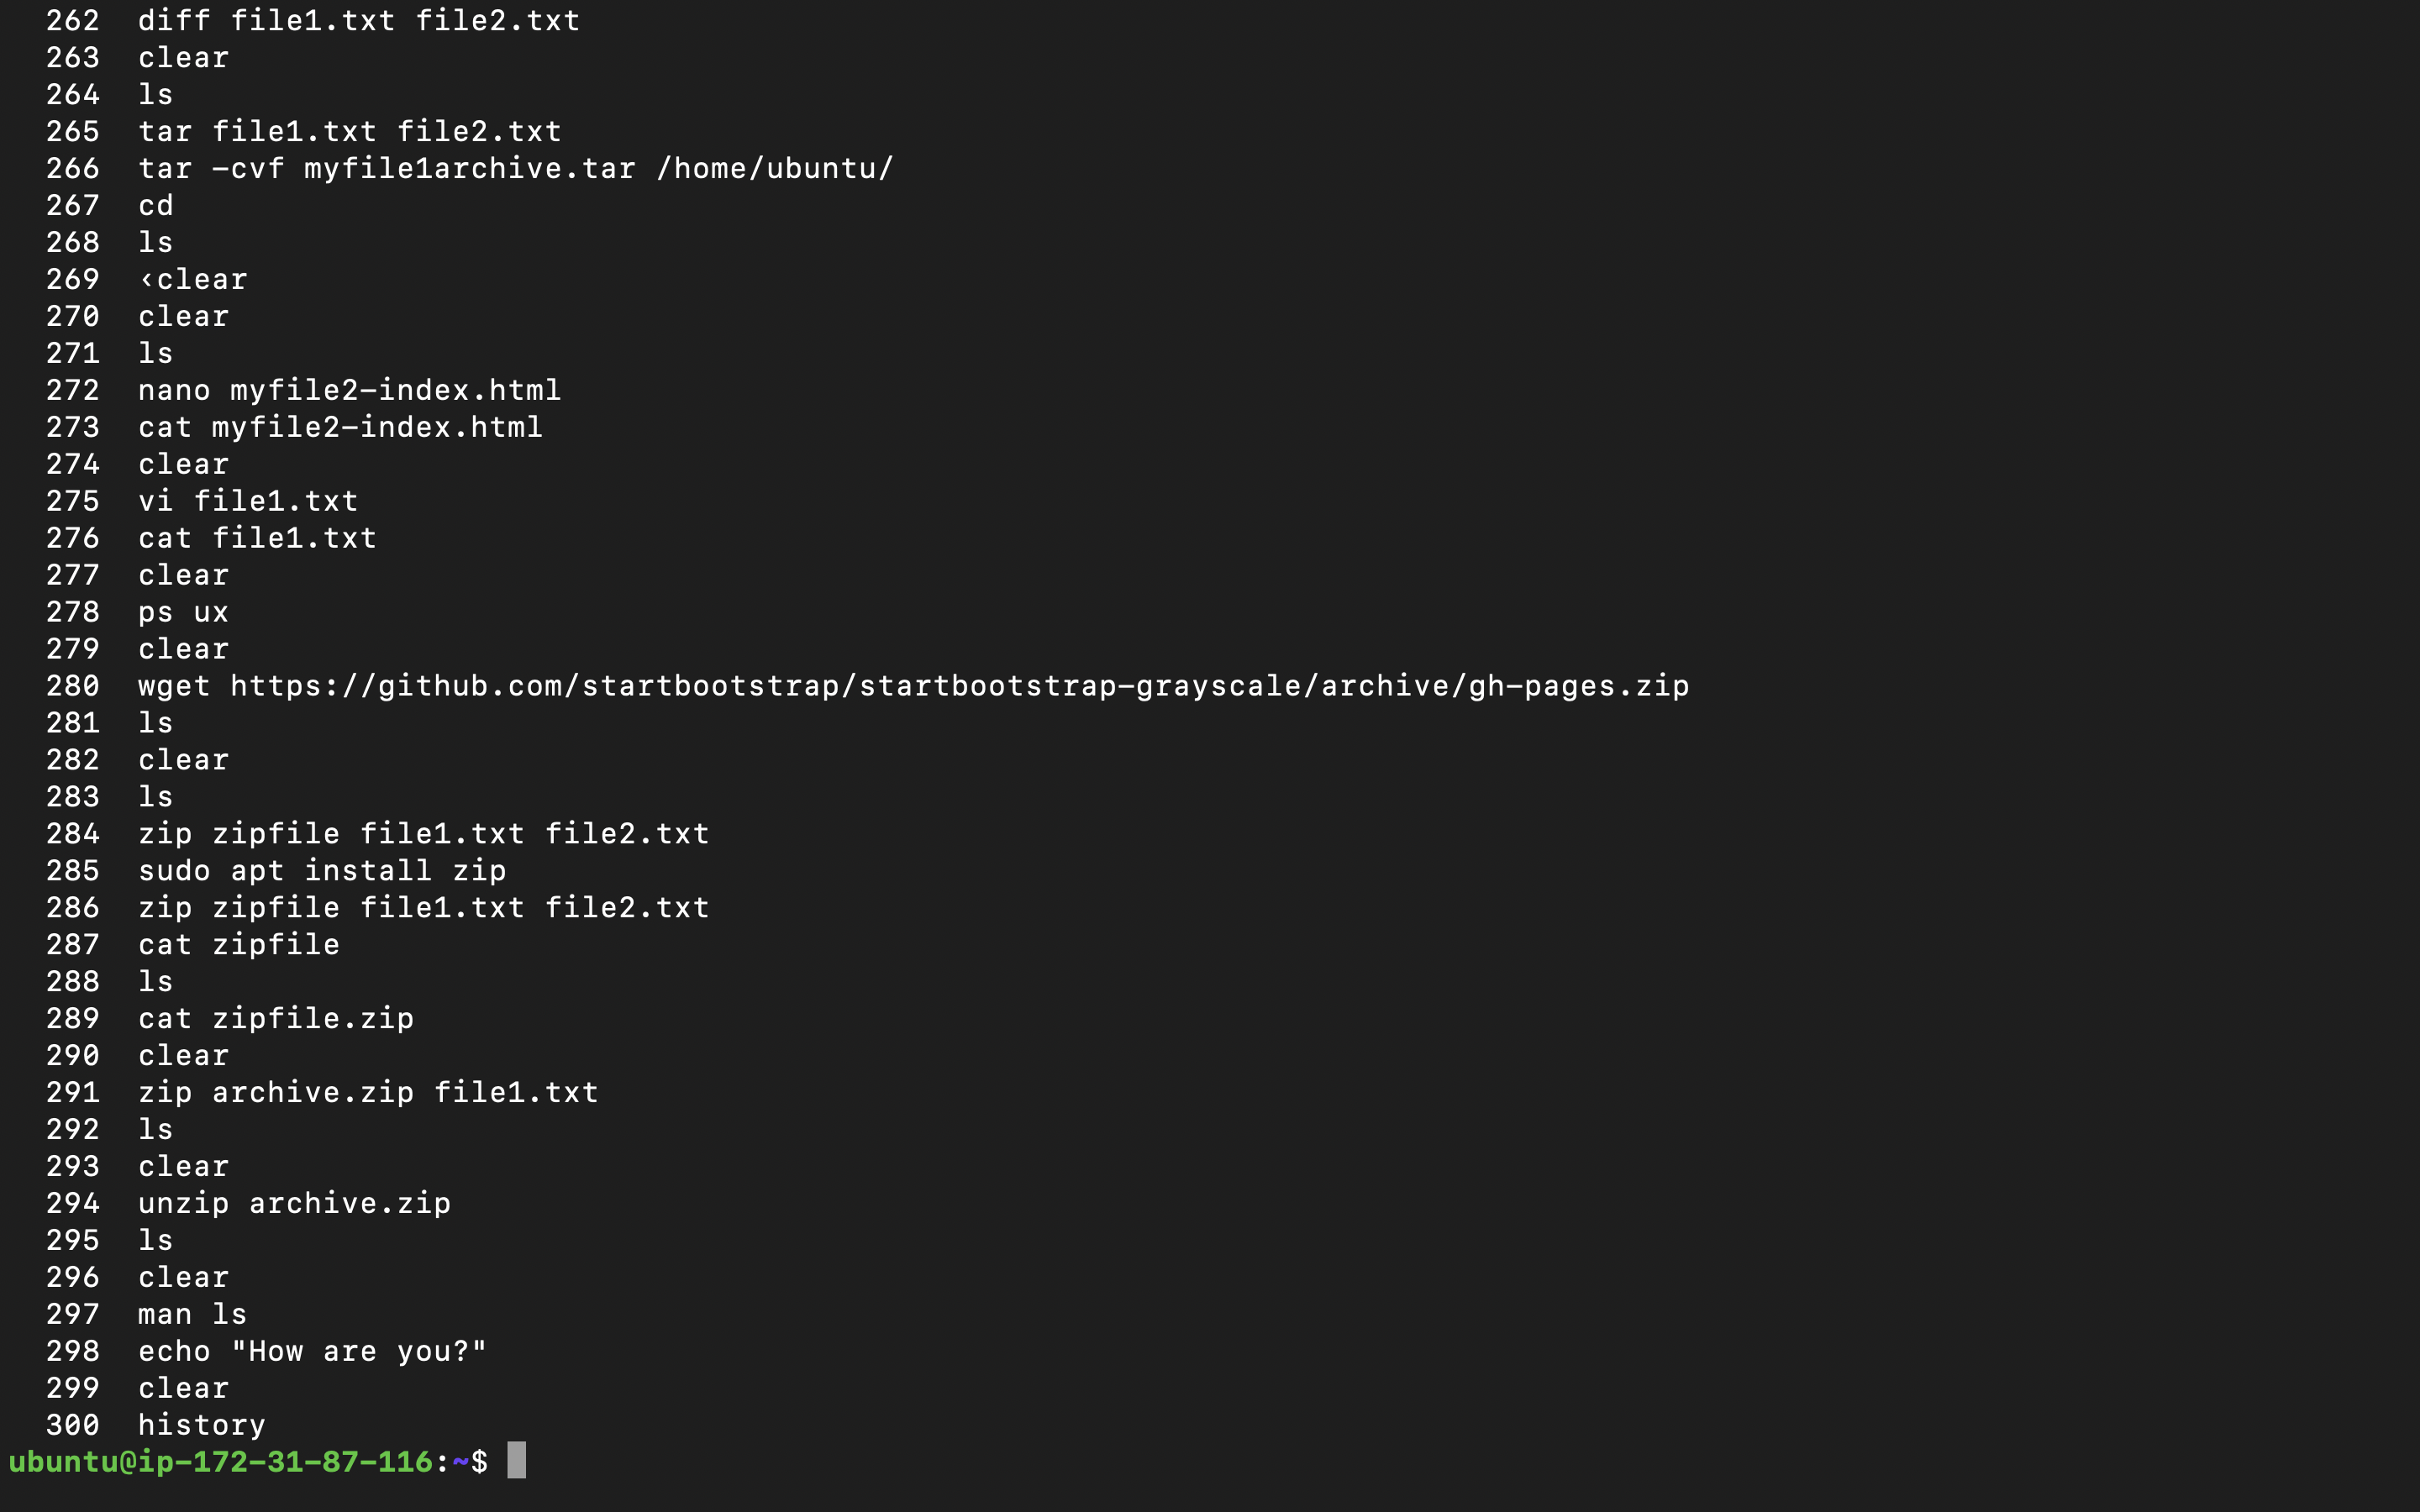 262  diff file1.txt file2.txt
263  clear
264  ls
265  tar file1.txt file2.txt
266  tar -cvf myfile1archive.tar /home/ubuntu/
267  cd
268  ls
269  ‹clear
270  clear
271  ls
272  nano myfile2-index.html
273  cat myfile2-index.html
274  clear
275  vi file1.txt
276  cat file1.txt
277  clear
278  ps ux
279  clear
280  wget https://github.com/startbootstrap/startbootstrap-grayscale/archive/gh-pages.zip
281  ls
282  clear
283  ls
284  zip zipfile file1.txt file2.txt
285  sudo apt install zip
286  zip zipfile file1.txt file2.txt
287  cat zipfile
288  ls
289  cat zipfile.zip
290  clear
291  zip archive.zip file1.txt
292  ls
293  clear
294  unzip archive.zip
295  ls
296  clear
297  man ls
298  echo "How are you?"
299  clear
300  history
ubuntu@ip-172-31-87-116:~$